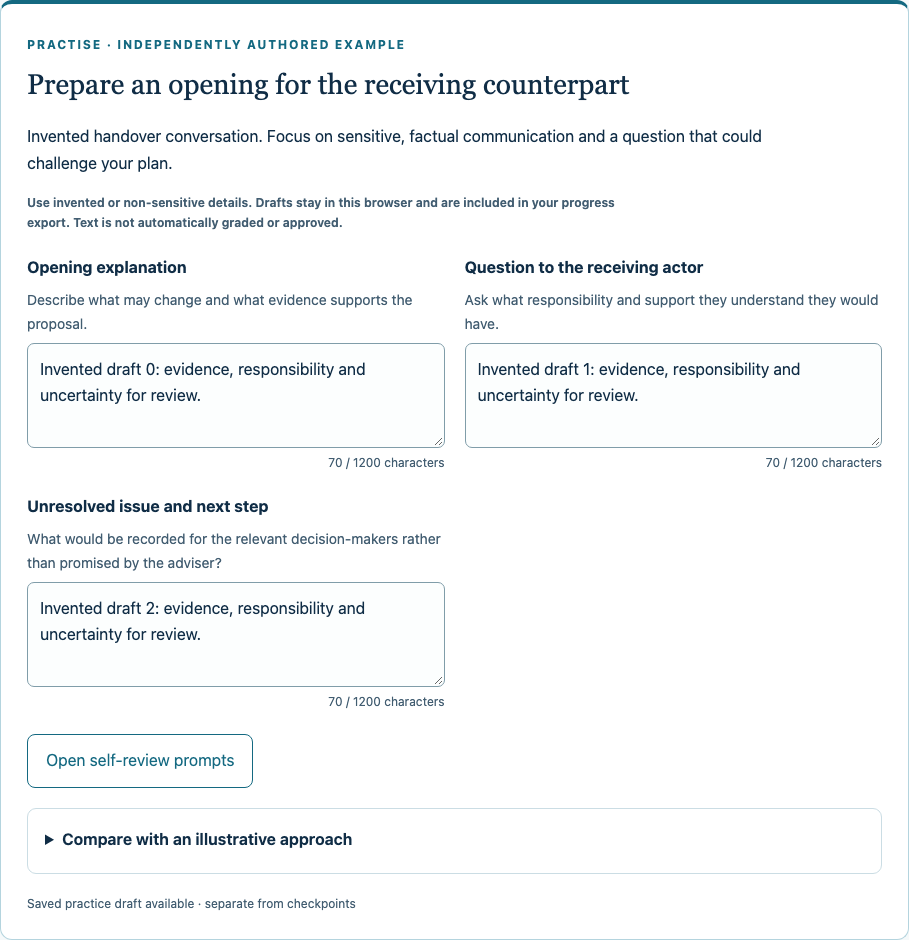 PRACTISE · INDEPENDENTLY AUTHORED EXAMPLE
Prepare an opening for the receiving counterpart
Invented handover conversation. Focus on sensitive, factual communication and a question that could
challenge your plan.
Use invented or non-sensitive details. Drafts stay in this browser and are included in your progress
export. Text is not automatically graded or approved.
Opening explanation
Describe what may change and what evidence supports the
proposal.
Invented draft 0: evidence, responsibility and
uncertainty for review.
70 / 1200 characters
Question to the receiving actor
Ask what responsibility and support they understand they would
have.
Invented draft 1: evidence, responsibility and
uncertainty for review.
70 / 1200 characters
Unresolved issue and next step
What would be recorded for the relevant decision-makers rather
than promised by the adviser?
Invented draft 2: evidence, responsibility and
uncertainty for review.
70 / 1200 characters
Open self-review prompts
Compare with an illustrative approach
Saved practice draft available · separate from checkpoints